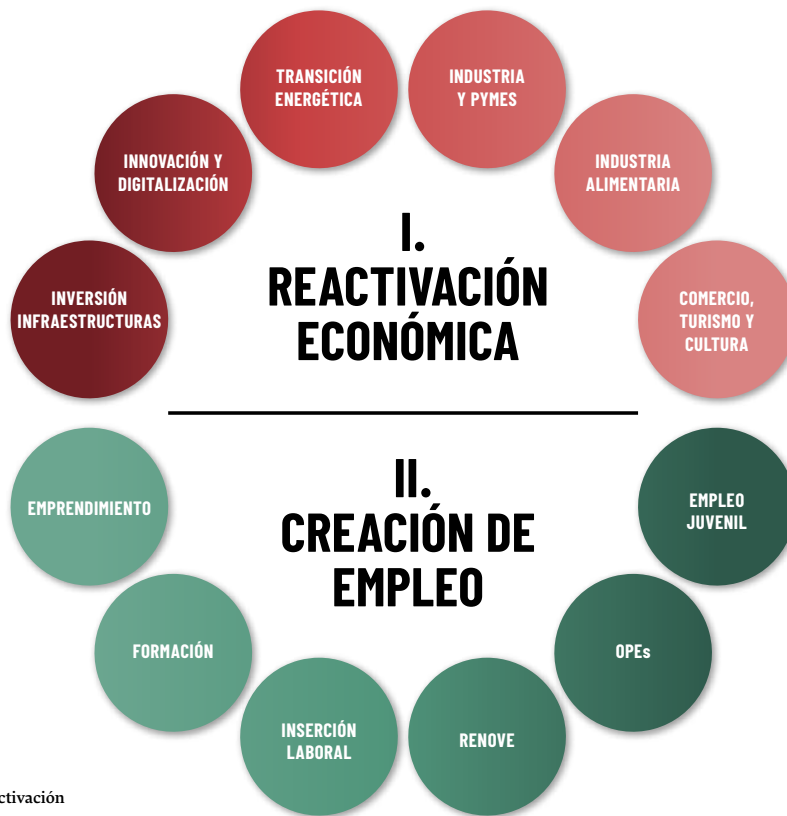 TRANSICIÓN
ENERGÉTICA
INDUSTRIA
Y PYMES
INNOVACIÓN Y
DIGITALIZACIÓN
INDUSTRIA
ALIMENTARIA
I.
REACTIVACIÓN
ECONÓMICA
INVERSIÓN
INFRAESTRUCTURAS
COMERCIO,
TURISMO Y
CULTURA
II.
CREACIÓN DE
EMPLEO
EMPRENDIMIENTO
EMPLEO
JUVENIL
FORMACIÓN
OPEs
INSERCIÓN
LABORAL
RENOVE
ctivación